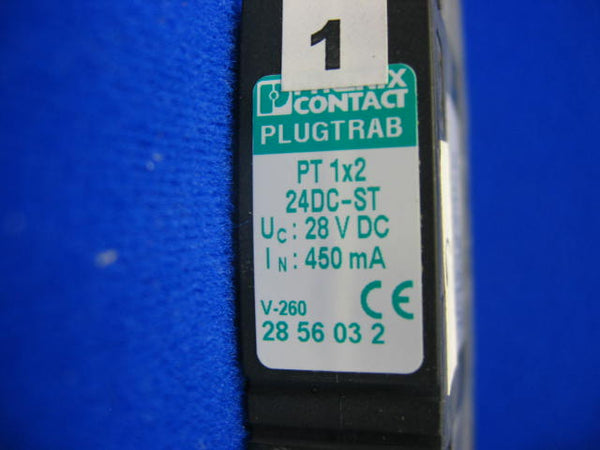 1
PHOENIX
CONTACT
PLUGTRAB
PT 1x2
24DC-ST
UC: 28 V DC
IN: 450 mA
V-260
CE
28 56 03 2